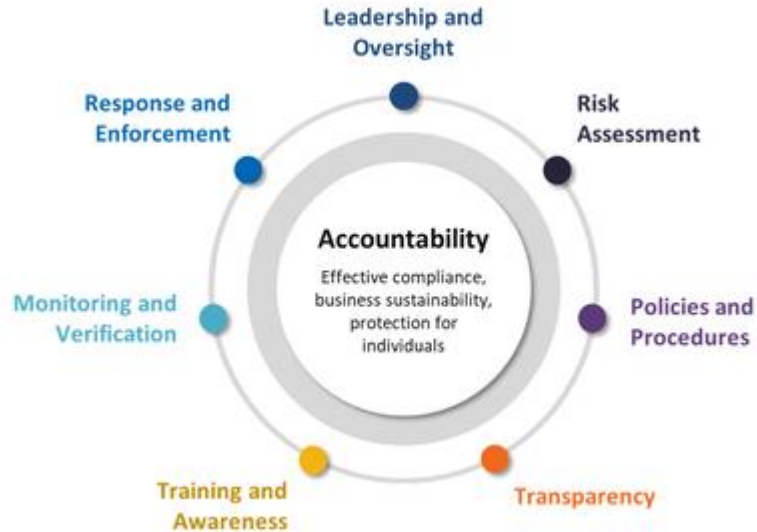 Leadership and
Oversight
Risk
Assessment
Policies and
Procedures
Transparency
Training and
Awareness
Monitoring and
Verification
Response and
Enforcement
Accountability
Effective compliance,
business sustainability,
protection for
individuals